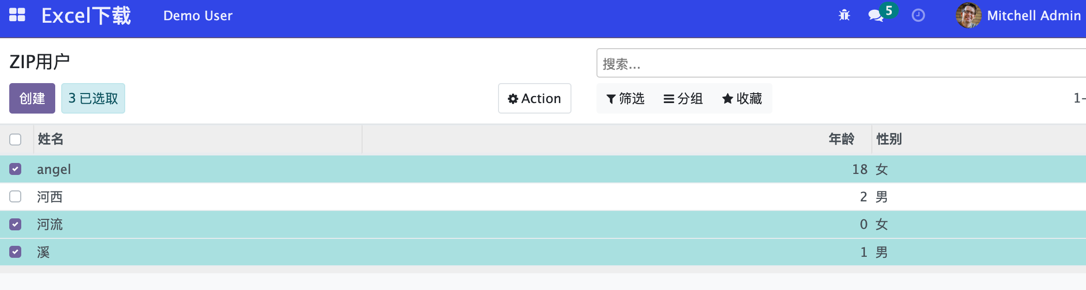 Excel下载 Demo User 5 Mitchell Admin
ZIP用户 搜索...
创建 3 已选取 Action 筛选 分组 收藏 1-
姓名 年龄 性别
angel 18 女
河西 2 男
河流 0 女
溪 1 男